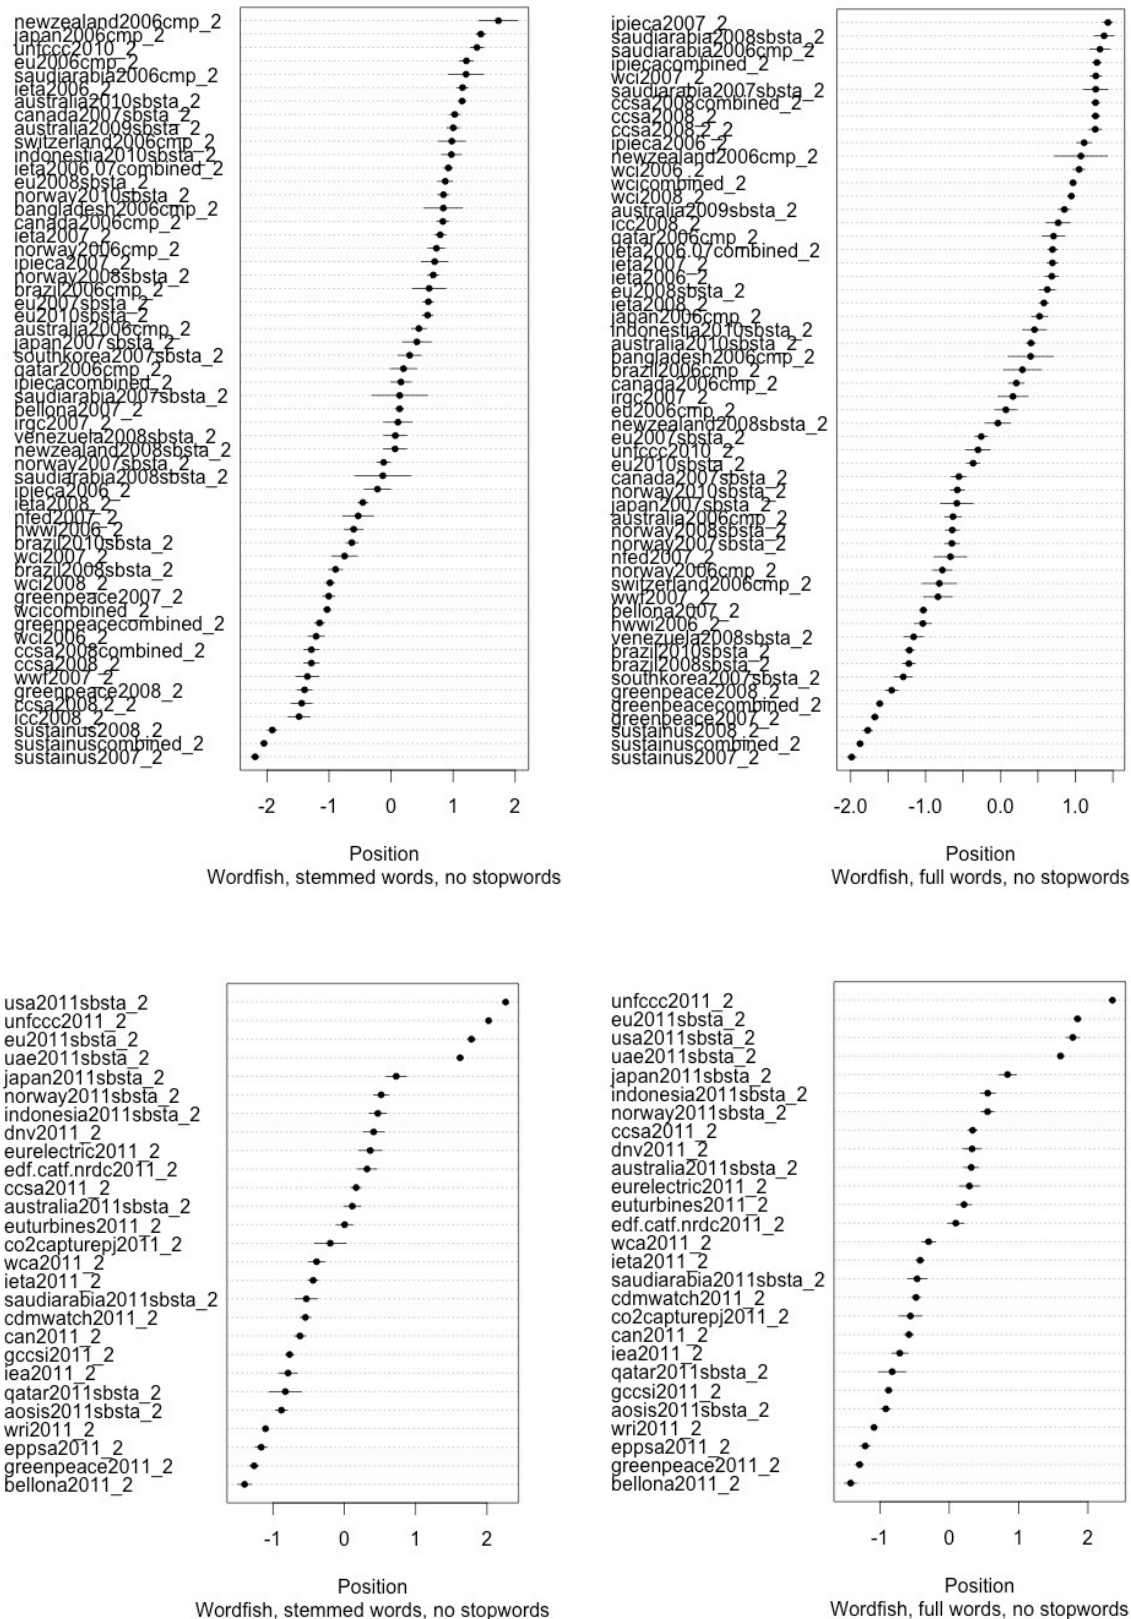 newzealand2006cmp_2
japan2006cmp_2
unfccc2010_2
eu2006cmp_2
saudiarabia2006cmp_2
ieta2006_2
australia2010sbsta_2
canada2007sbsta_2
australia2009sbsta_2
switzerland2006cmp_2
indonestia2010sbsta_2
ieta2006.07combined_2
eu2008sbsta_2
norway2010sbsta_2
bangladesh2006cmp_2
canada2006cmp_2
ieta2007_2
norway2006cmp_2
ipieca2007_2
norway2008sbsta_2
brazil2006cmp_2
eu2007sbsta_2
eu2010sbsta_2
australia2006cmp_2
japan2007sbsta_2
southkorea2007sbsta_2
qatar2006cmp_2
ipiecacombined_2
saudiarabia2007sbsta_2
bellona2007_2
irgc2007_2
venezuela2008sbsta_2
newzealand2008sbsta_2
norway2007sbsta_2
saudiarabia2008sbsta_2
ipieca2006_2
ieta2008_2
nfed2007_2
hwwi2006_2
brazil2010sbsta_2
wci2007_2
brazil2008sbsta_2
wci2008_2
greenpeace2007_2
wcicombined_2
greenpeacecombined_2
wci2006_2
ccsa2008combined_2
ccsa2008_2
wwf2007_2
greenpeace2008_2
ccsa2008.2_2
icc2008_2
sustainus2008_2
sustainuscombined_2
sustainus2007_2
-2 -1 0 1 2
Position
Wordfish, stemmed words, no stopwords
ipieca2007_2
saudiarabia2008sbsta_2
saudiarabia2006cmp_2
ipiecacombined_2
wci2007_2
saudiarabia2007sbsta_2
ccsa2008combined_2
ccsa2008_2
ccsa2008.2_2
ipieca2006_2
newzealand2006cmp_2
wci2006_2
wcicombined_2
wci2008_2
australia2009sbsta_2
icc2008_2
qatar2006cmp_2
ieta2006.07combined_2
ieta2007_2
ieta2006_2
eu2008sbsta_2
ieta2008_2
japan2006cmp_2
indonestia2010sbsta_2
australia2010sbsta_2
bangladesh2006cmp_2
brazil2006cmp_2
canada2006cmp_2
irgc2007_2
eu2006cmp_2
newzealand2008sbsta_2
eu2007sbsta_2
unfccc2010_2
eu2010sbsta_2
canada2007sbsta_2
norway2010sbsta_2
japan2007sbsta_2
australia2006cmp_2
norway2008sbsta_2
norway2007sbsta_2
nfed2007_2
norway2006cmp_2
switzerland2006cmp_2
wwf2007_2
bellona2007_2
hwwi2006_2
venezuela2008sbsta_2
brazil2010sbsta_2
brazil2008sbsta_2
southkorea2007sbsta_2
greenpeace2008_2
greenpeacecombined_2
greenpeace2007_2
sustainus2008_2
sustainuscombined_2
sustainus2007_2
-2.0 -1.0 0.0 1.0
Position
Wordfish, full words, no stopwords
usa2011sbsta_2
unfccc2011_2
eu2011sbsta_2
uae2011sbsta_2
japan2011sbsta_2
norway2011sbsta_2
indonesia2011sbsta_2
dnv2011_2
eurelectric2011_2
edf.catf.nrdc2011_2
ccsa2011_2
australia2011sbsta_2
euturbines2011_2
co2capturepj2011_2
wca2011_2
ieta2011_2
saudiarabia2011sbsta_2
cdmwatch2011_2
can2011_2
gccsi2011_2
iea2011_2
qatar2011sbsta_2
aosis2011sbsta_2
wri2011_2
eppsa2011_2
greenpeace2011_2
bellona2011_2
-1 0 1 2
Position
Wordfish, stemmed words, no stopwords
unfccc2011_2
eu2011sbsta_2
usa2011sbsta_2
uae2011sbsta_2
japan2011sbsta_2
indonesia2011sbsta_2
norway2011sbsta_2
ccsa2011_2
dnv2011_2
australia2011sbsta_2
eurelectric2011_2
euturbines2011_2
edf.catf.nrdc2011_2
wca2011_2
ieta2011_2
saudiarabia2011sbsta_2
cdmwatch2011_2
co2capturepj2011_2
can2011_2
iea2011_2
qatar2011sbsta_2
gccsi2011_2
aosis2011sbsta_2
wri2011_2
eppsa2011_2
greenpeace2011_2
bellona2011_2
-1 0 1 2
Position
Wordfish, full words, no stopwords